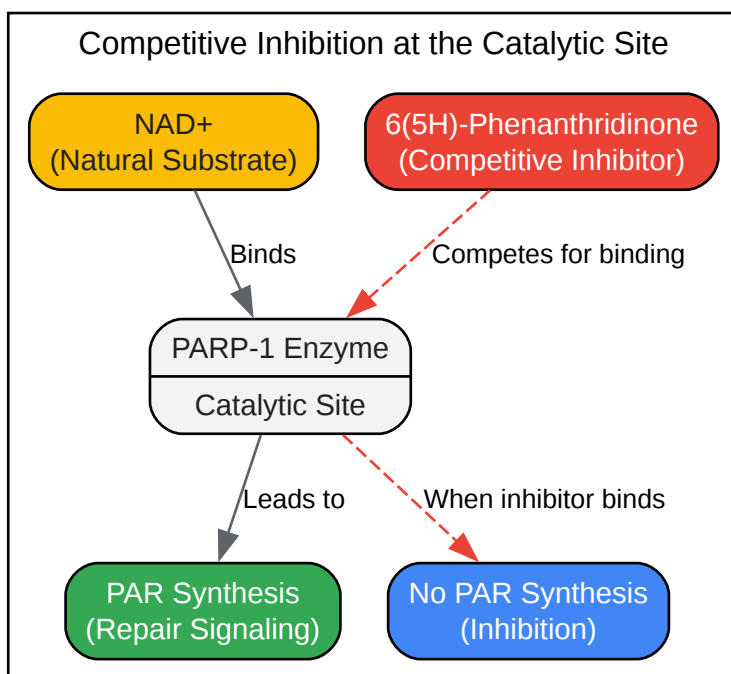 Competitive Inhibition at the Catalytic Site
NAD+
(Natural Substrate)
6(5H)-Phenanthridinone
(Competitive Inhibitor)
Binds
Competes for binding
PARP-1 Enzyme
Catalytic Site
Leads to
When inhibitor binds
PAR Synthesis
(Repair Signaling)
No PAR Synthesis
(Inhibition)